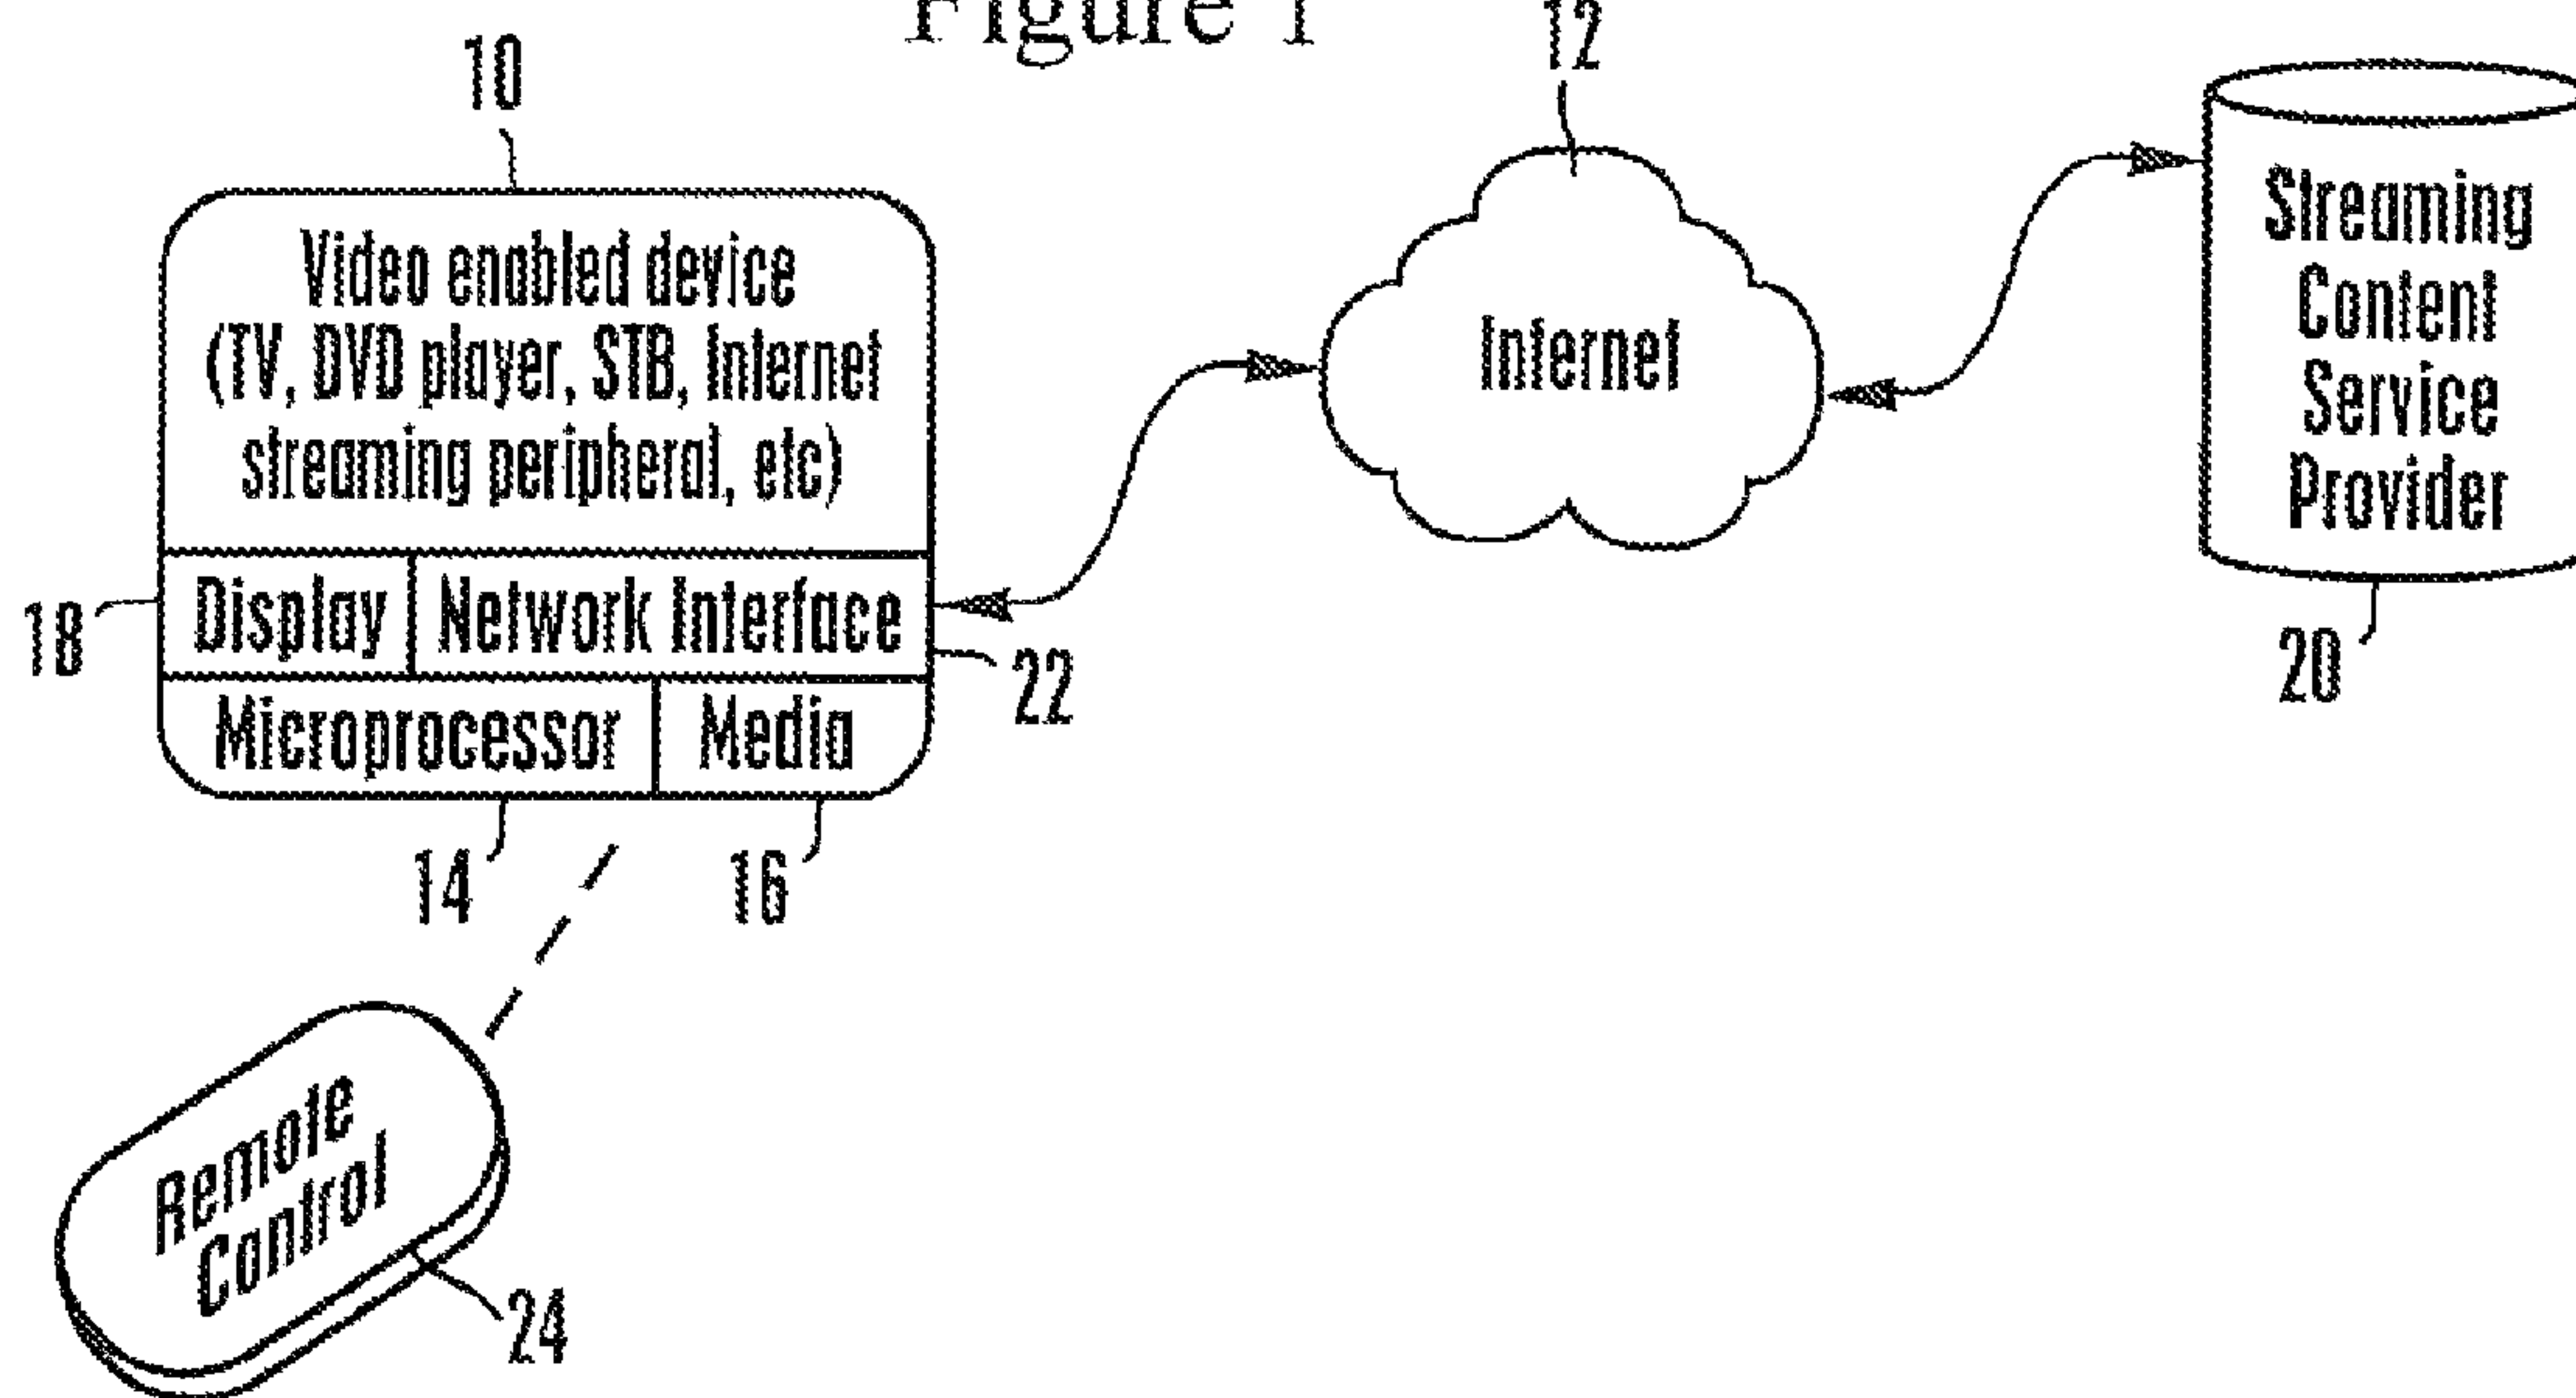 Figure 1
10
12
Video enabled device
(TV, DVD player, STB, Internet
streaming peripheral, etc)
Internet
Streaming
Content
Service
Provider
18
Display
Network Interface
22
20
Microprocessor
Media
14
16
Remote
Control
24